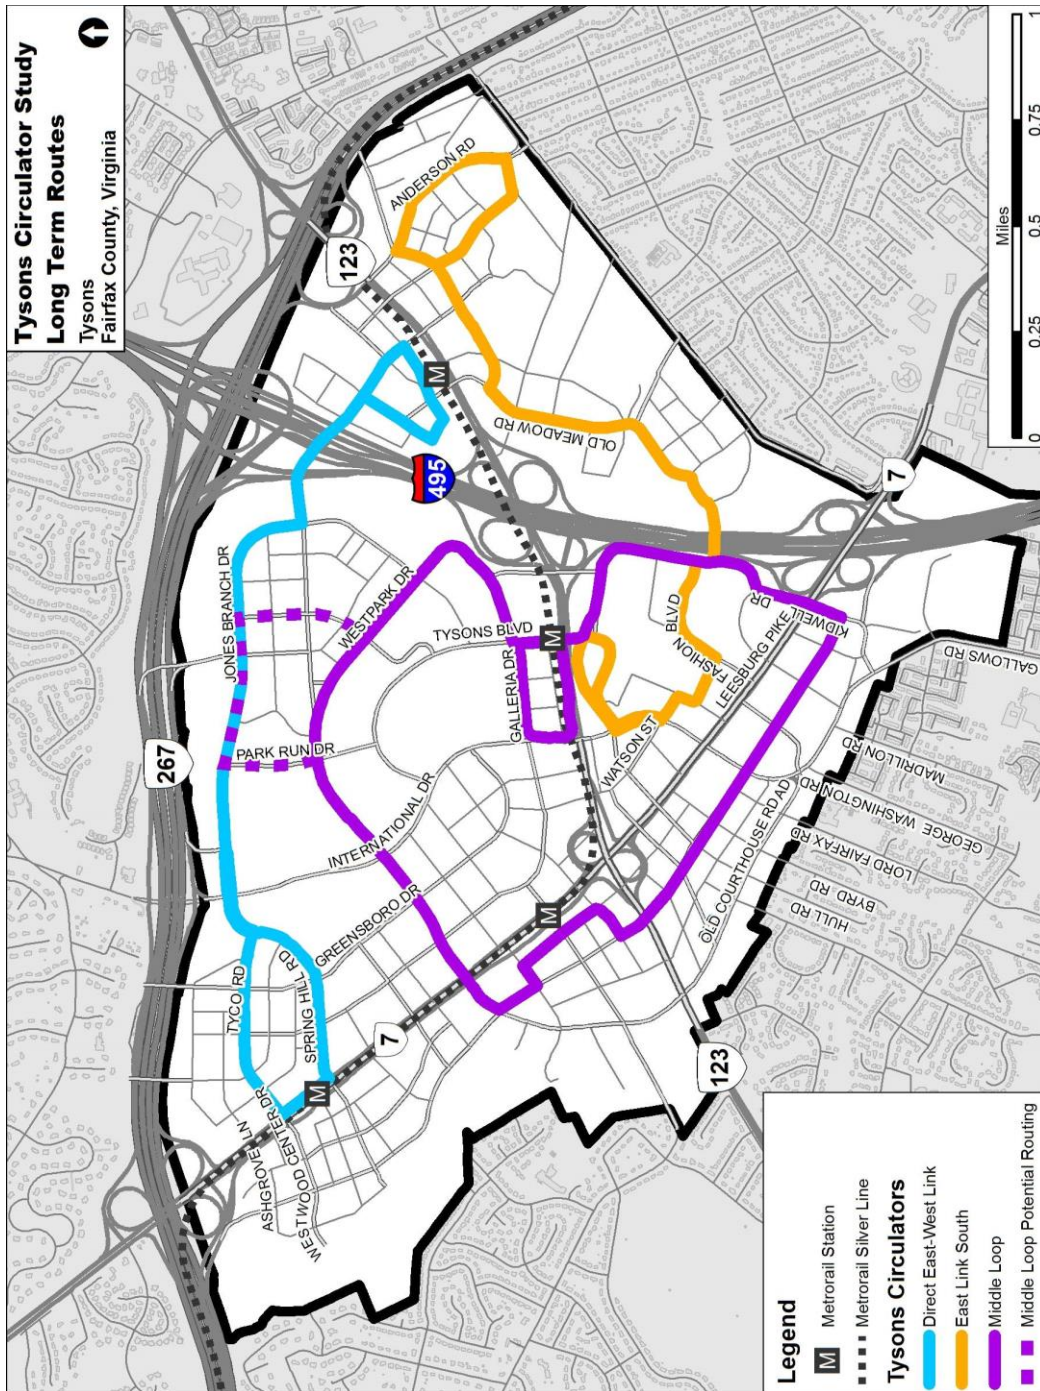 Tysons Circulator Study
Long Term Routes
Tysons
Fairfax County, Virginia
267
123
495
7
7
123
JONES BRANCH DR
WESTPARK DR
PARK RUN DR
TYSONS BLVD
GALLERIA DR
INTERNATIONAL DR
GREENSBORO DR
SPRING HILL RD
TYCO RD
ASHGROVE LN
WESTWOOD CENTER DR
ANDERSON RD
OLD MEADOW RD
FASHION
BLVD
WATSON ST
LEESBURG PIKE
KIDWELL
DR
GALLOWS RD
MADRILLON RD
GEORGE WASHINGTON RD
LORD FAIRFAX RD
BYRD RD
HULL RD
OLD COURTHOUSE RD AD
M
M
M
M
Legend
M Metrorail Station
Metrorail Silver Line
Tysons Circulators
Direct East-West Link
East Link South
Middle Loop
Middle Loop Potential Routing
Miles
0 0.25 0.5 0.75 1